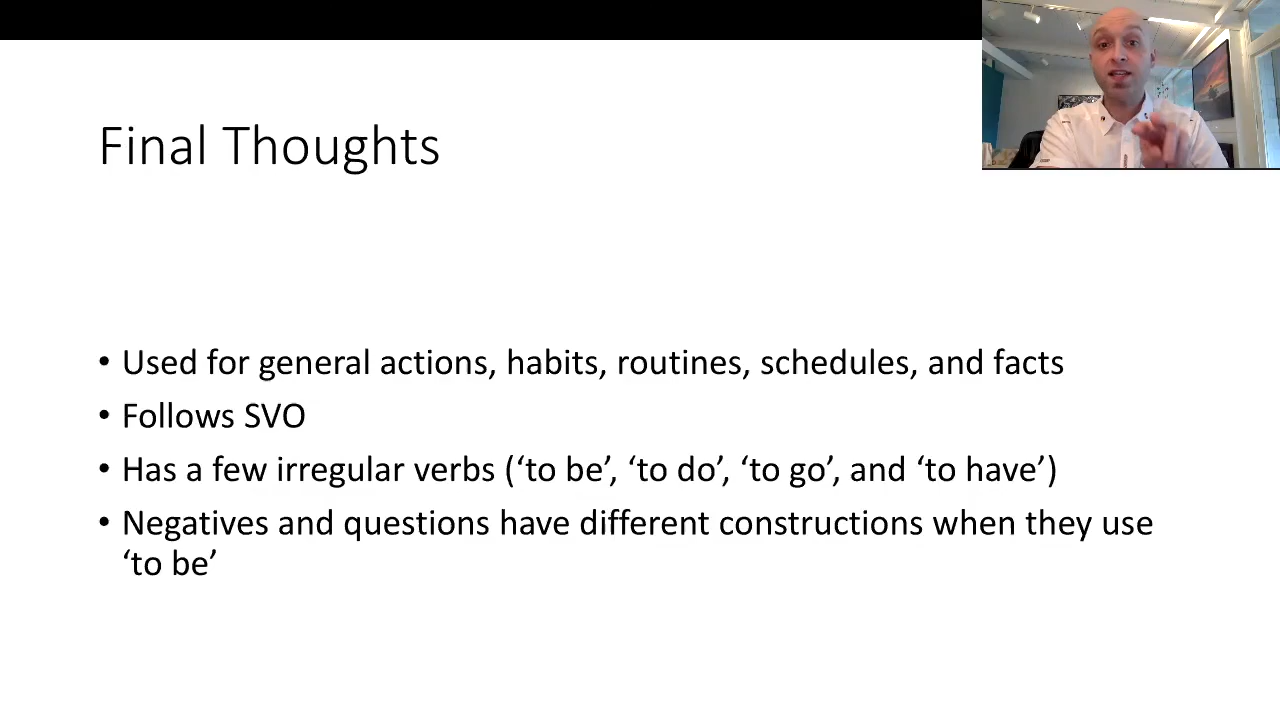 Final Thoughts
• Used for general actions, habits, routines, schedules, and facts
• Follows SVO
• Has a few irregular verbs (‘to be’, ‘to do’, ‘to go’, and ‘to have’)
• Negatives and questions have different constructions when they use
‘to be’